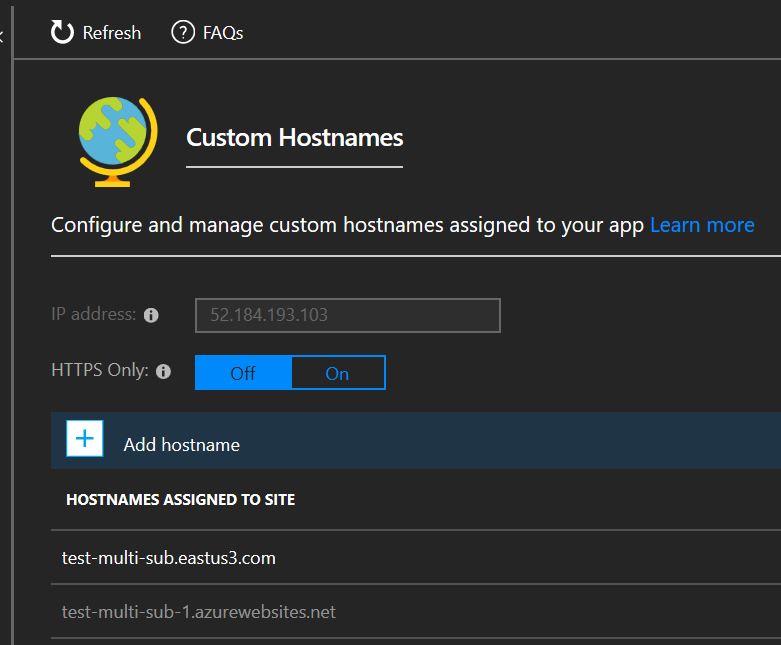 Refresh FAQs
Custom Hostnames
Configure and manage custom hostnames assigned to your app Learn more
IP address: 52.184.193.103
HTTPS Only: Off On
Add hostname
HOSTNAMES ASSIGNED TO SITE
test-multi-sub.eastus3.com
test-multi-sub-1.azurewebsites.net